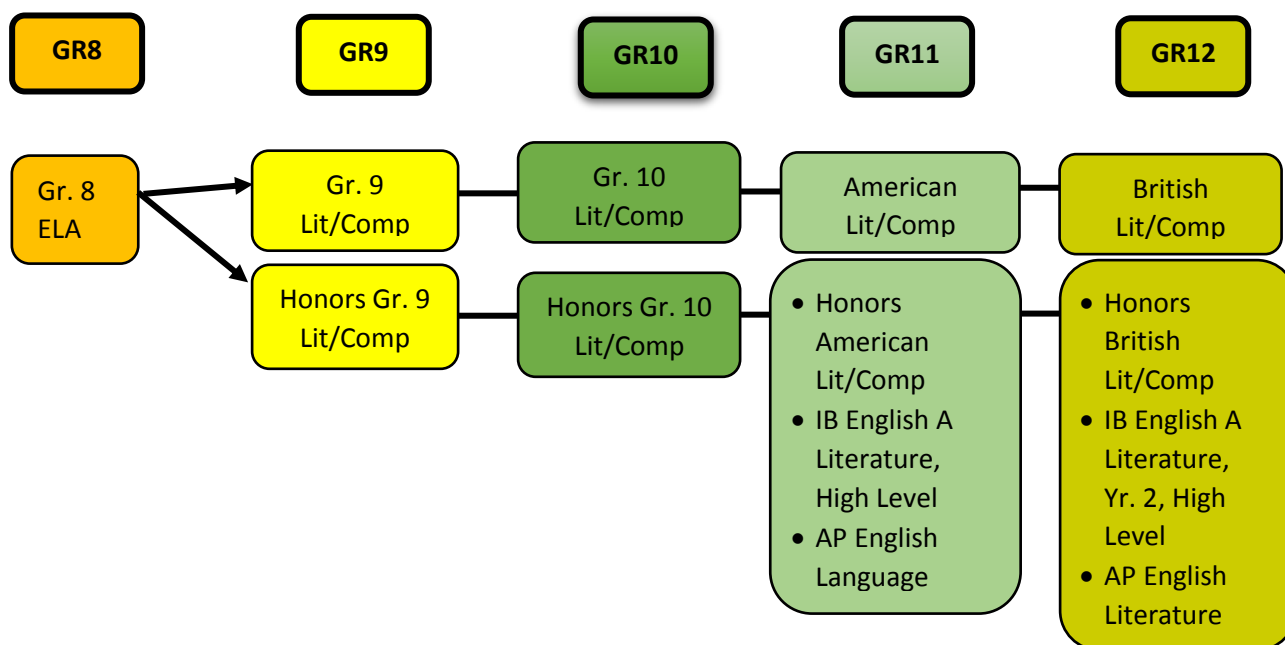 GR8
GR9
GR10
GR11
GR12
Gr. 8
ELA
Gr. 9
Lit/Comp
Gr. 10
Lit/Comp
American
Lit/Comp
British
Lit/Comp
Honors Gr. 9
Lit/Comp
Honors Gr. 10
Lit/Comp
• Honors
American
Lit/Comp
• IB English A
Literature,
High Level
• AP English
Language
• Honors
British
Lit/Comp
• IB English A
Literature,
Yr. 2, High
Level
• AP English
Literature